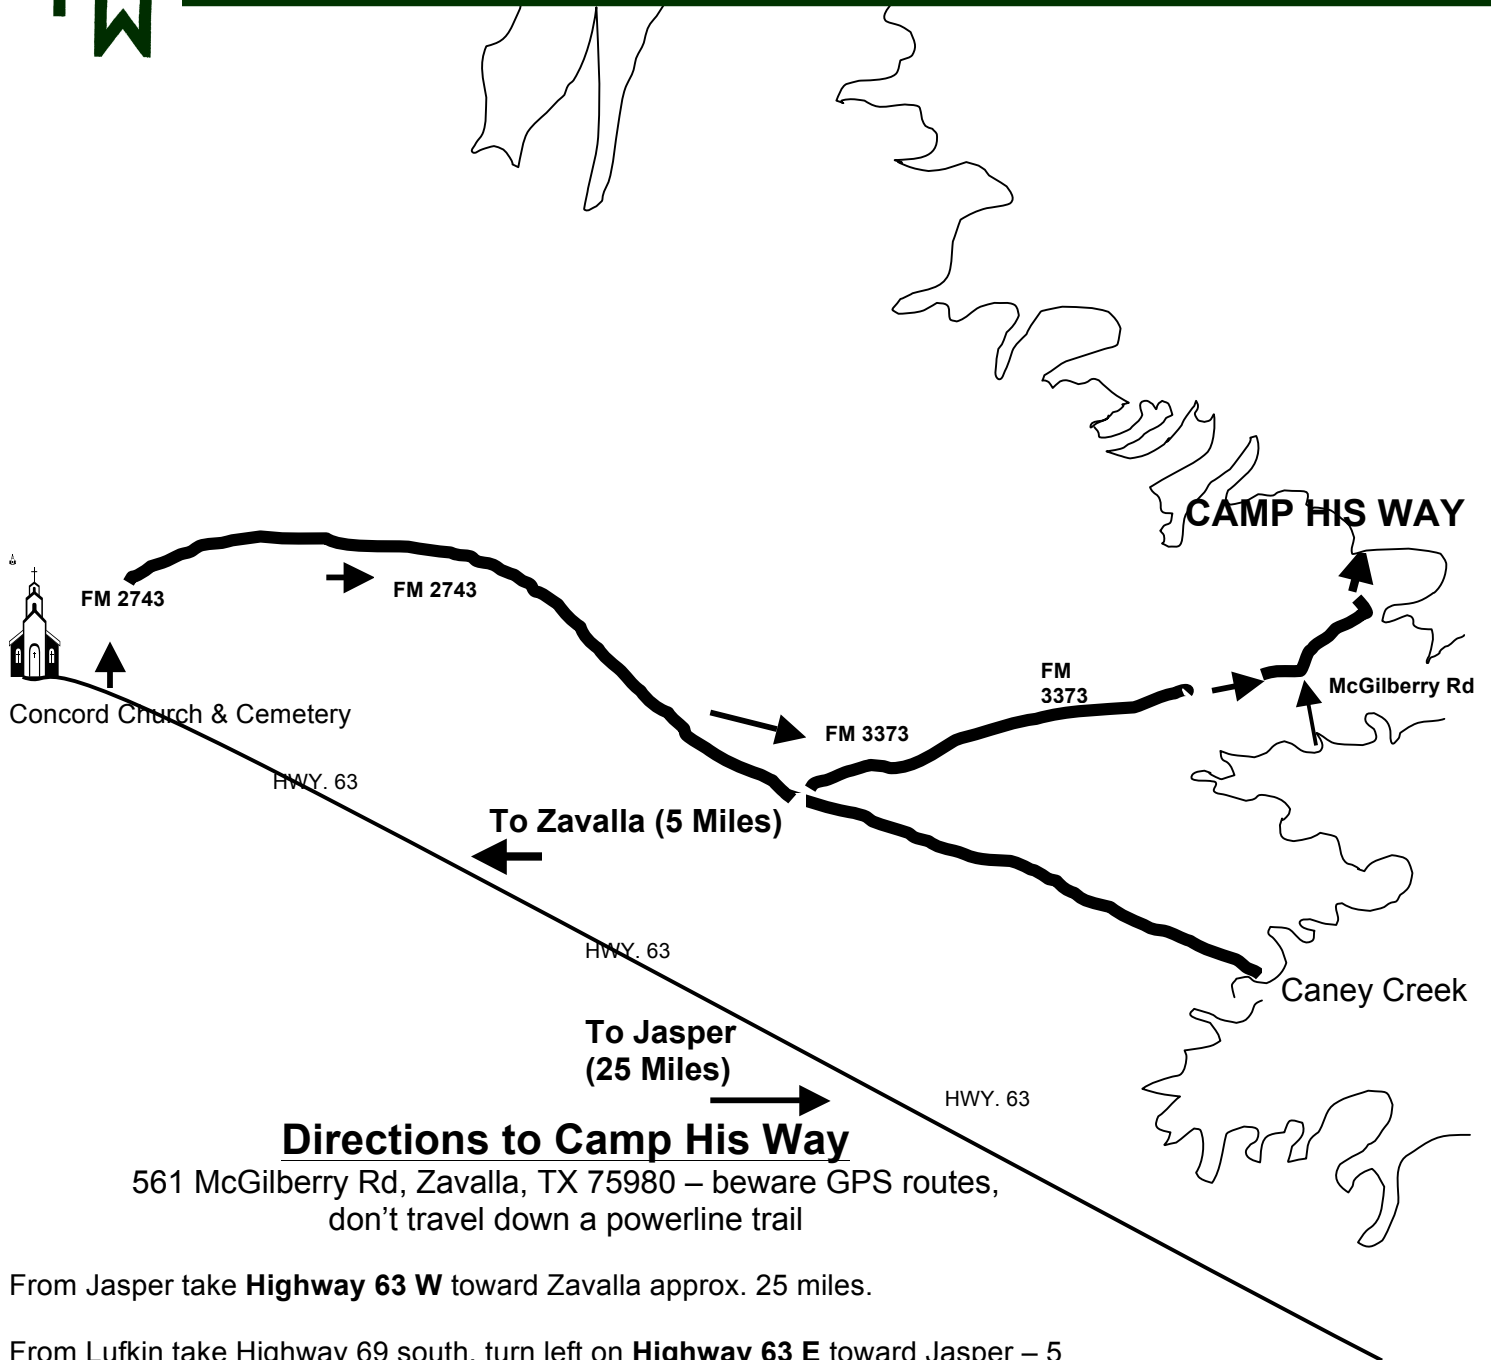 CAMP HIS WAY
FM 2743
FM 2743
FM
3373
McGilberry Rd
Concord Church & Cemetery
FM 3373
HWY. 63
To Zavalla (5 Miles)
HWY. 63
Caney Creek
To Jasper
(25 Miles)
HWY. 63
Directions to Camp His Way
561 McGilberry Rd, Zavalla, TX 75980 – beware GPS routes,
don’t travel down a powerline trail
From Jasper take Highway 63 W toward Zavalla approx. 25 miles.
From Lufkin take Highway 69 south, turn left on Highway 63 E toward Jasper – 5